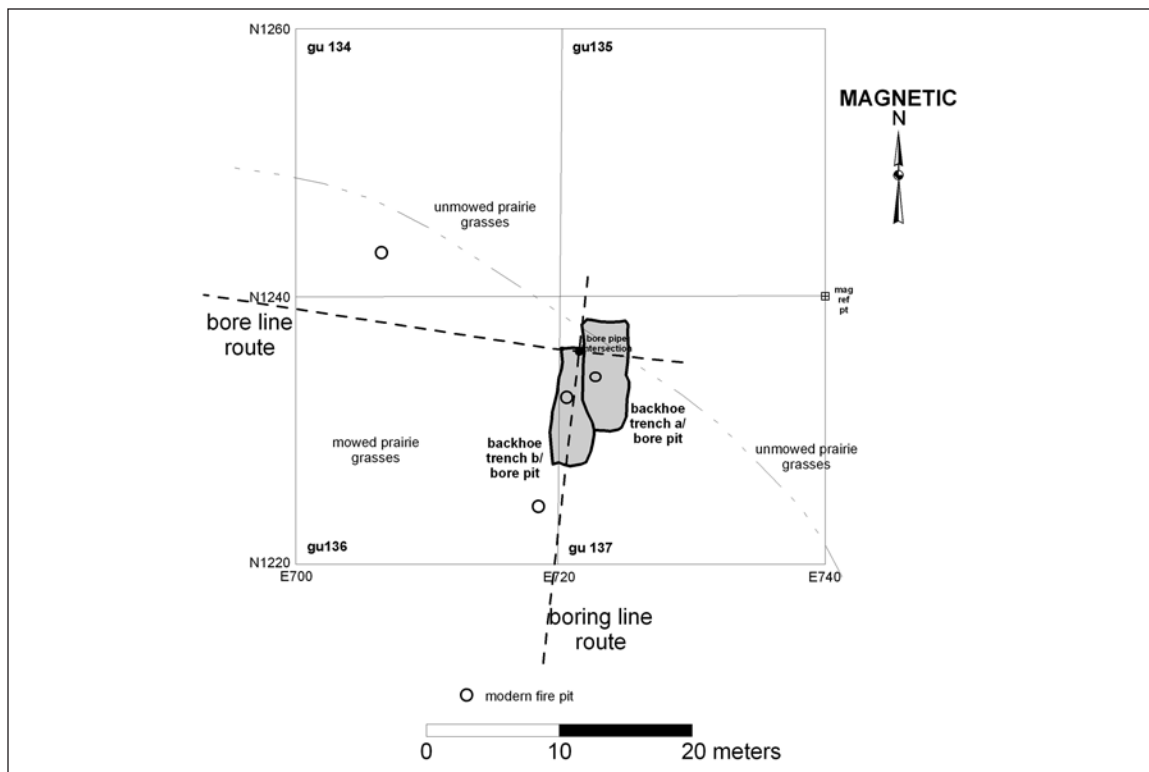 N1260
gu 134
gu135
MAGNETIC
N
unmowed prairie
grasses
N1240
mag
ref
pt
bore line
route
bore pipe
intersection
backhoe
trench a/
bore pit
mowed prairie
grasses
backhoe
trench b/
bore pit
unmowed prairie
grasses
gu136
gu 137
N1220
E700
E720
E740
boring line
route
modern fire pit
0
10
20 meters